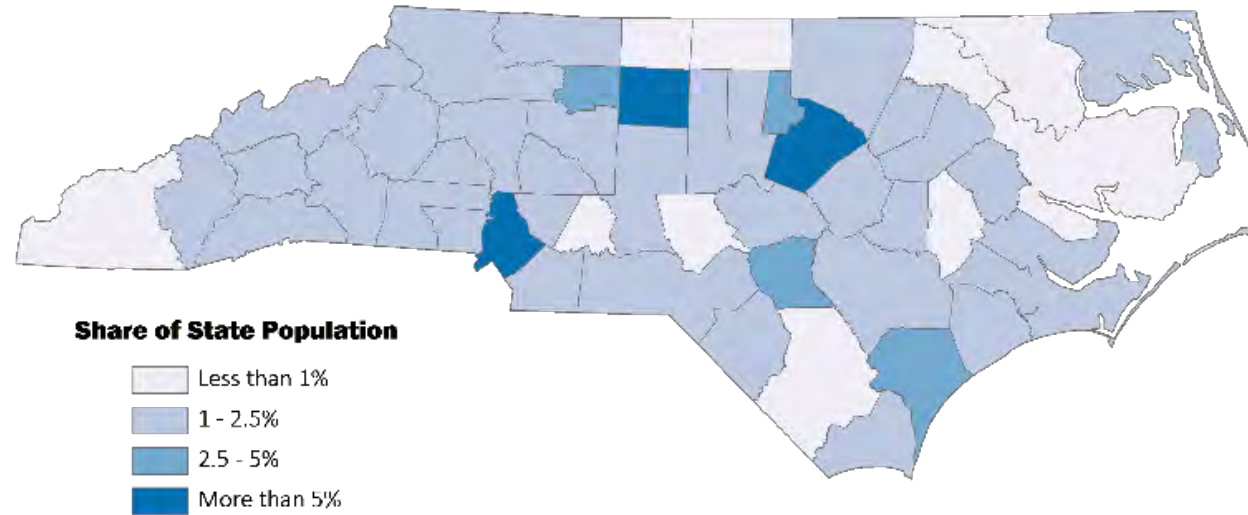 Share of State Population
Less than 1%
1 - 2.5%
2.5 - 5%
More than 5%